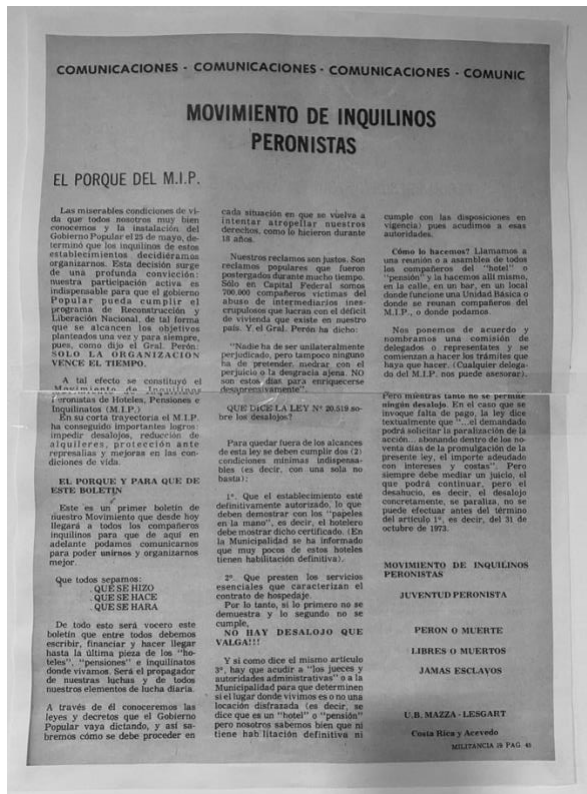 COMUNICACIONES - COMUNICACIONES - COMUNICACIONES - COMUNIC
MOVIMIENTO DE INQUILINOS
PERONISTAS
EL PORQUE DEL M.I.P.
Las miserables condiciones de vi-
da que todos nosotros muy bien
conocemos y la instalación del
Gobierno Popular el 25 de mayo, de-
terminó que los inquilinos de estos
establecimientos decidiéramos
organizarnos. Esta decisión surge
de una profunda convicción:
nuestra participación activa es
indispensable para que el gobierno
Popular pueda cumplir el
programa de Reconstrucción y
Liberación Nacional, de tal forma
que se alcancen los objetivos
planteados una vez y para siempre,
pues, como dijo el Gral. Perón:
SOLO LA ORGANIZACION
VENCE EL TIEMPO.
A tal efecto se constituyó el
Movimiento de Inquilinos
Peronistas de Hoteles, Pensiones e
Inquilinatos (M.I.P.)
En su corta trayectoria el M.I.P.
ha conseguido importantes logros:
impedir desalojos, reducción de
alquileres, protección ante
represalias y mejoras en las con-
diciones de vida.
EL PORQUE Y PARA QUE DE
ESTE BOLETIN
Este es un primer boletín de
nuestro Movimiento que desde hoy
llegará a todos los compañeros
inquilinos para que de aquí en
adelante podamos comunicarnos
para poder unirnos y organizarnos
mejor.
Que todos sepamos:
. QUE SE HIZO
. QUE SE HACE
. QUE SE HARA
De todo esto será vocero este
boletín que entre todos debemos
escribir, financiar y hacer llegar
hasta la última pieza de los "ho-
teles", "pensiones" e inquilinatos
donde vivamos. Será el propagador
de nuestras luchas y de todos
nuestros elementos de lucha diaria.
A través de él conoceremos las
leyes y decretos que el Gobierno
Popular vaya dictando, y así sa-
bremos cómo se debe proceder en
cada situación en que se vuelva a
intentar atropellar nuestros
derechos, como lo hicieron durante
18 años.
Nuestros reclamos son justos. Son
reclamos populares que fueron
postergados durante mucho tiempo.
Sólo en Capital Federal somos
700.000 compañeros víctimas del
abuso de intermediarios ines-
crupulosos que lucran con el déficit
de vivienda que existe en nuestro
país. Y el Gral. Perón ha dicho:
"Nadie ha de ser unilateralmente
perjudicado, pero tampoco ninguno
ha de pretender medrar con el
perjuicio o la desgracia ajena. NO
son estos días para enriquecerse
desaprensivamente".
QUE DICE LA LEY Nº 20.519 so-
bre los desalojos?
Para quedar fuera de los alcances
de esta ley se deben cumplir dos (2)
condiciones mínimas indispensa-
bles (es decir, con una sola no
basta):
1º. Que el establecimiento esté
definitivamente autorizado, lo que
deben demostrar con los "papeles
en la mano", es decir, el hotelero
debe mostrar dicho certificado. (En
la Municipalidad se ha informado
que muy pocos de estos hoteles
tienen habilitación definitiva).
2º. Que presten los servicios
esenciales que caracterizan el
contrato de hospedaje.
Por lo tanto, si lo primero no se
demuestra y lo segundo no se
cumple,
NO HAY DESALOJO QUE
VALGA!!!
Y si como dice el mismo artículo
3º, hay que acudir a "los jueces y
autoridades administrativas" o a la
Municipalidad para que determinen
si el lugar donde vivimos es o no una
locación disfrazada (es decir, se
dice que es un "hotel" o "pensión"
pero nosotros sabemos bien que ni
tiene habilitación definitiva ni
cumple con las disposiciones en
vigencia) pues acudimos a esas
autoridades.
Cómo lo hacemos? Llamamos a
una reunión o a asamblea de todos
los compañeros del "hotel" o
"pensión" y la hacemos allí mismo,
en la calle, en un bar, en un local
donde funcione una Unidad Básica o
donde se reunan compañeros del
M.I.P., o donde podamos.
Nos ponemos de acuerdo y
nombramos una comisión de
delegados o representantes y se
comienzan a hacer los trámites que
haya que hacer. (Cualquier delega-
do del M.I.P. nos puede asesorar).
Pero mientras tanto no se permite
ningún desalojo. En el caso que se
invoque falta de pago, la ley dice
textualmente que "...el demandado
podrá solicitar la paralización de la
acción... abonando dentro de los no-
venta días de la promulgación de la
presente ley, el importe adeudado
con intereses y costas". Pero
siempre debe mediar un juicio, el
que podrá continuar, pero el
desahucio, es decir, el desalojo
concretamente, se paraliza, no se
puede efectuar antes del término
del artículo 1º, es decir, del 31 de
octubre de 1973.
MOVIMIENTO DE INQUILINOS
PERONISTAS
JUVENTUD PERONISTA
PERON O MUERTE
LIBRES O MUERTOS
JAMAS ESCLAVOS
U.B. MAZZA - LESGART
Costa Rica y Acevedo
MILITANCIA PAG